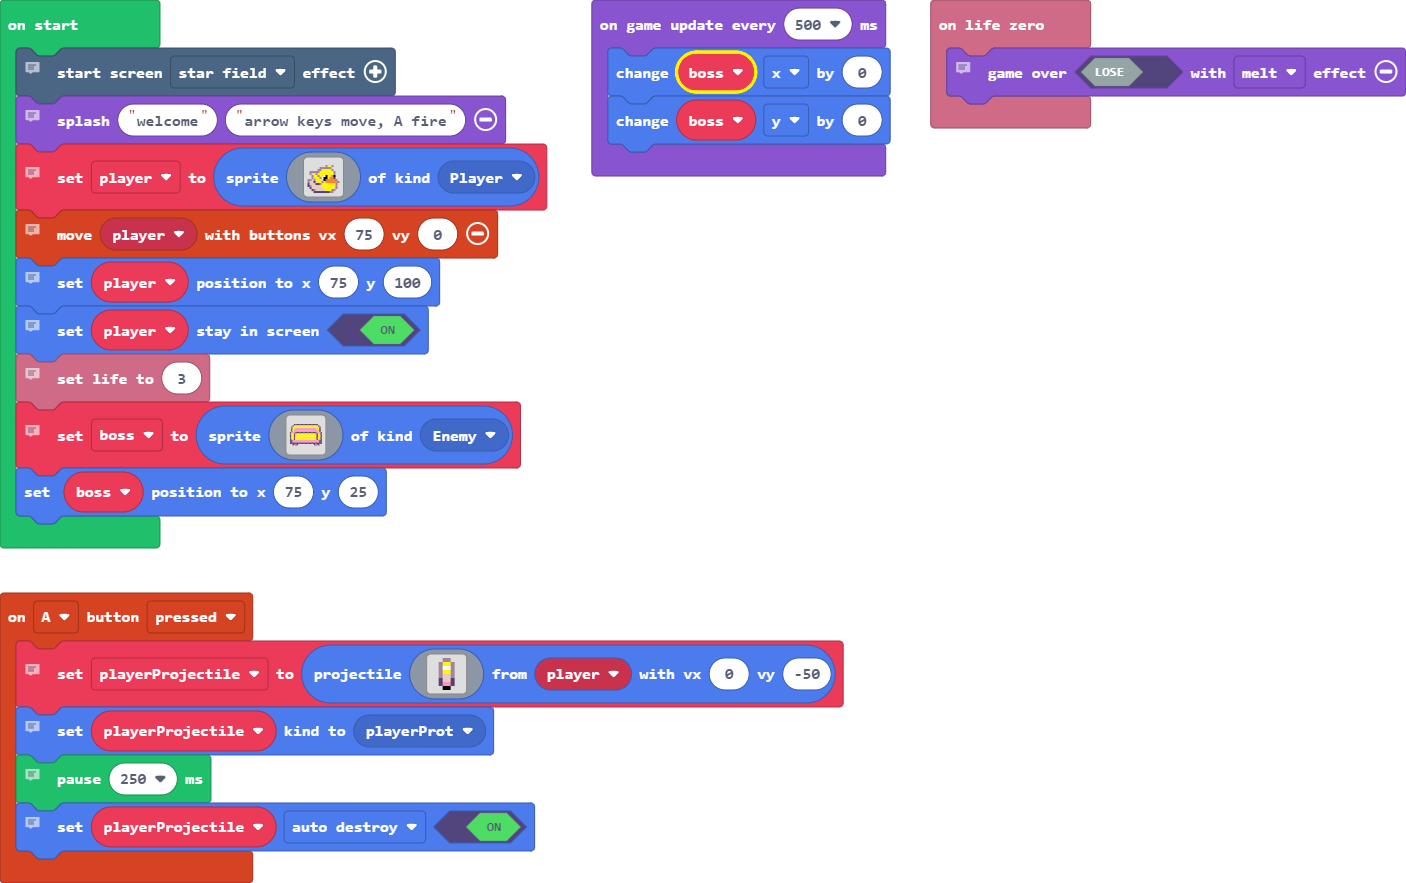 on start
start screen star field effect
splash "welcome" "arrow keys move, A fire"
set player to sprite of kind Player
move player with buttons vx 75 vy 0
set player position to x 75 y 100
set player stay in screen ON
set life to 3
set boss to sprite of kind Enemy
set boss position to x 75 y 25
on game update every 500 ms
change boss x by 0
change boss y by 0
on life zero
game over LOSE with melt effect
on A button pressed
set playerProjectile to projectile from player with vx 0 vy -50
set playerProjectile kind to playerProt
pause 250 ms
set playerProjectile auto destroy ON